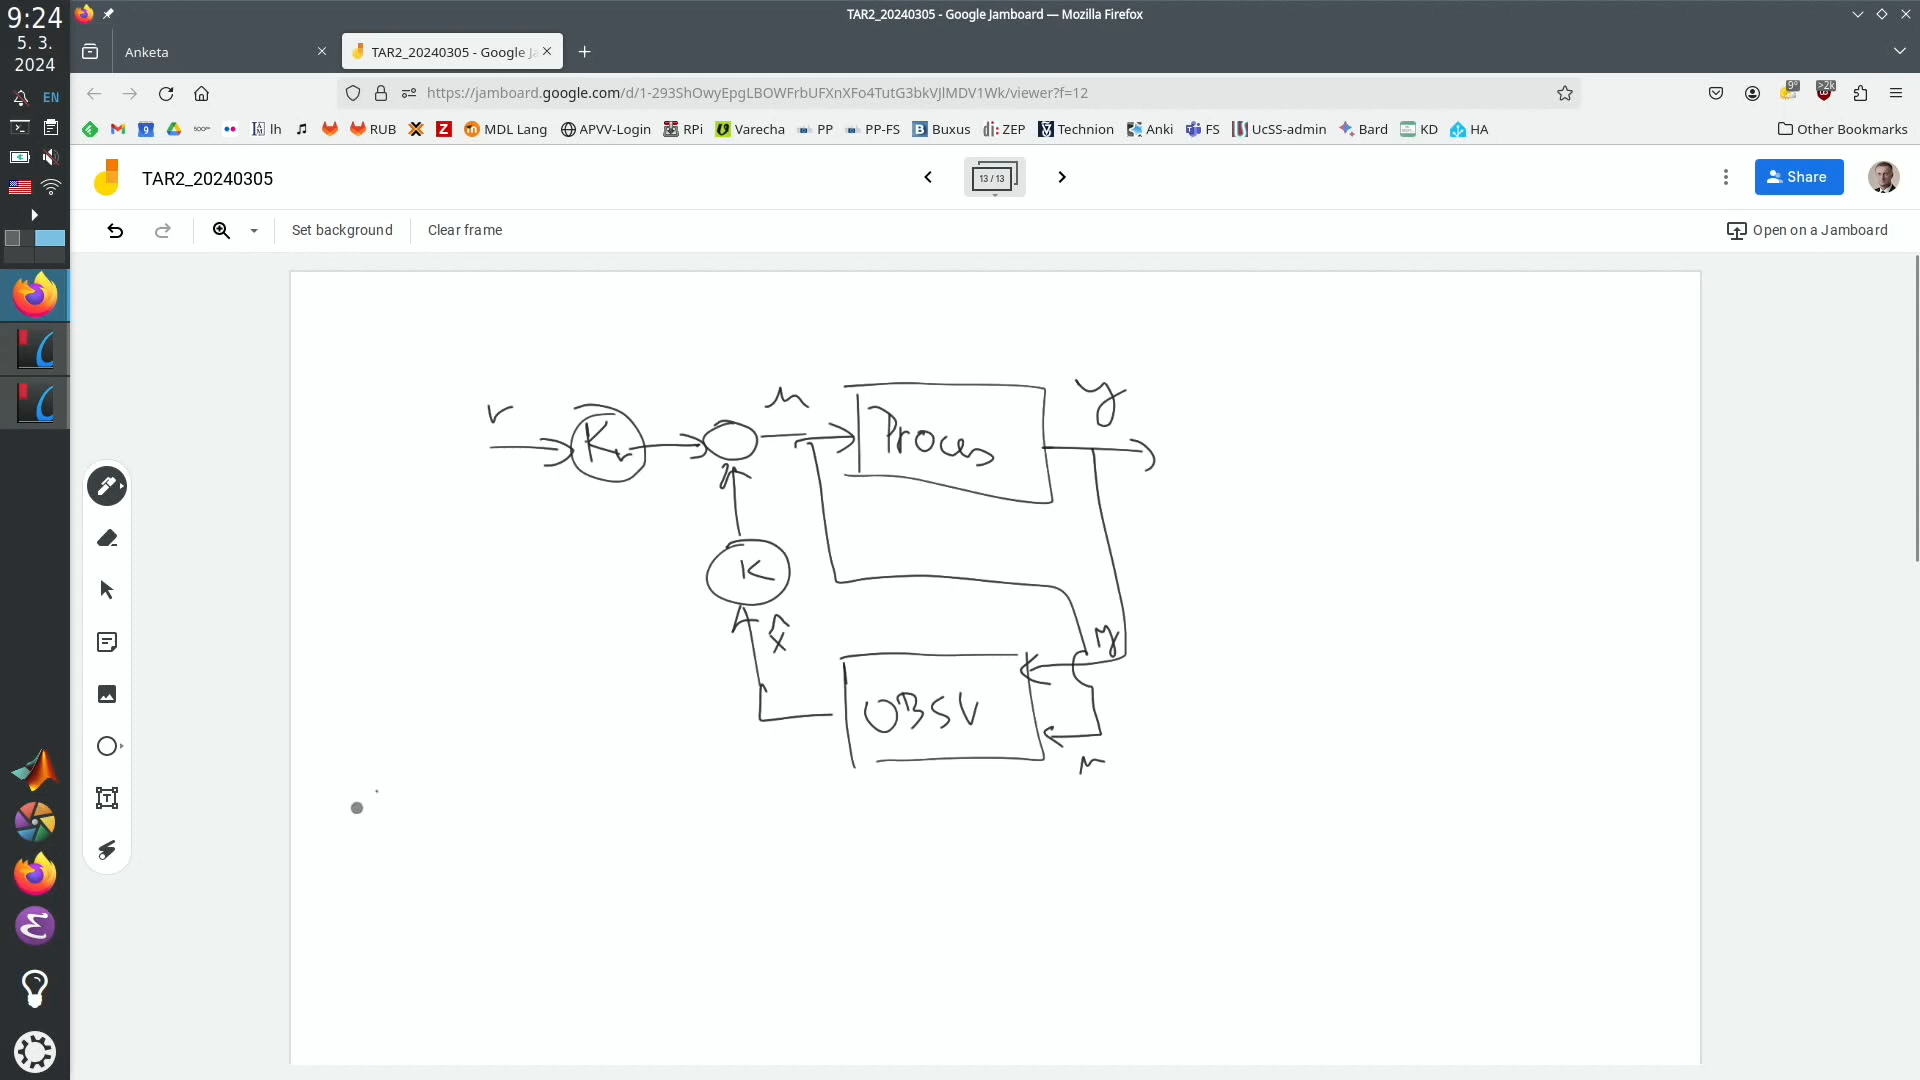 9:24
5. 3.
2024
EN
TAR2_20240305 - Google Jamboard — Mozilla Firefox
Anketa
TAR2_20240305 - Google Ja
https://jamboard.google.com/d/1-293ShOwyEpgLBOWFrbUFXnXFo4TutG3bkVJlMDV1Wk/viewer?f=12
9°
>2k
lh
RUB
MDL Lang
APVV-Login
RPi
Varecha
PP
PP-FS
Buxus
ZEP
Technion
Anki
FS
UcSS-admin
Bard
KD
HA
Other Bookmarks
TAR2_20240305
13 / 13
Share
Set background
Clear frame
Open on a Jamboard
r
Kr
u
Proces
y
K
x̂
y
OBSV
u